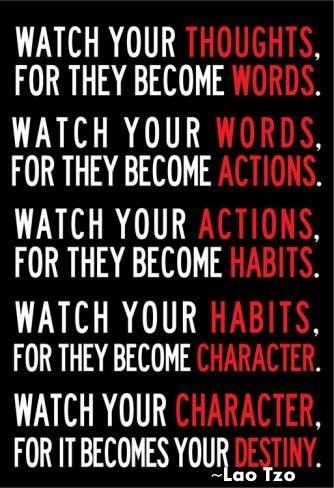 WATCH YOUR THOUGHTS,
FOR THEY BECOME WORDS.
WATCH YOUR WORDS,
FOR THEY BECOME ACTIONS.
WATCH YOUR ACTIONS,
FOR THEY BECOME HABITS.
WATCH YOUR HABITS,
FOR THEY BECOME CHARACTER.
WATCH YOUR CHARACTER,
FOR IT BECOMES YOUR DESTINY.
~Lao Tzo